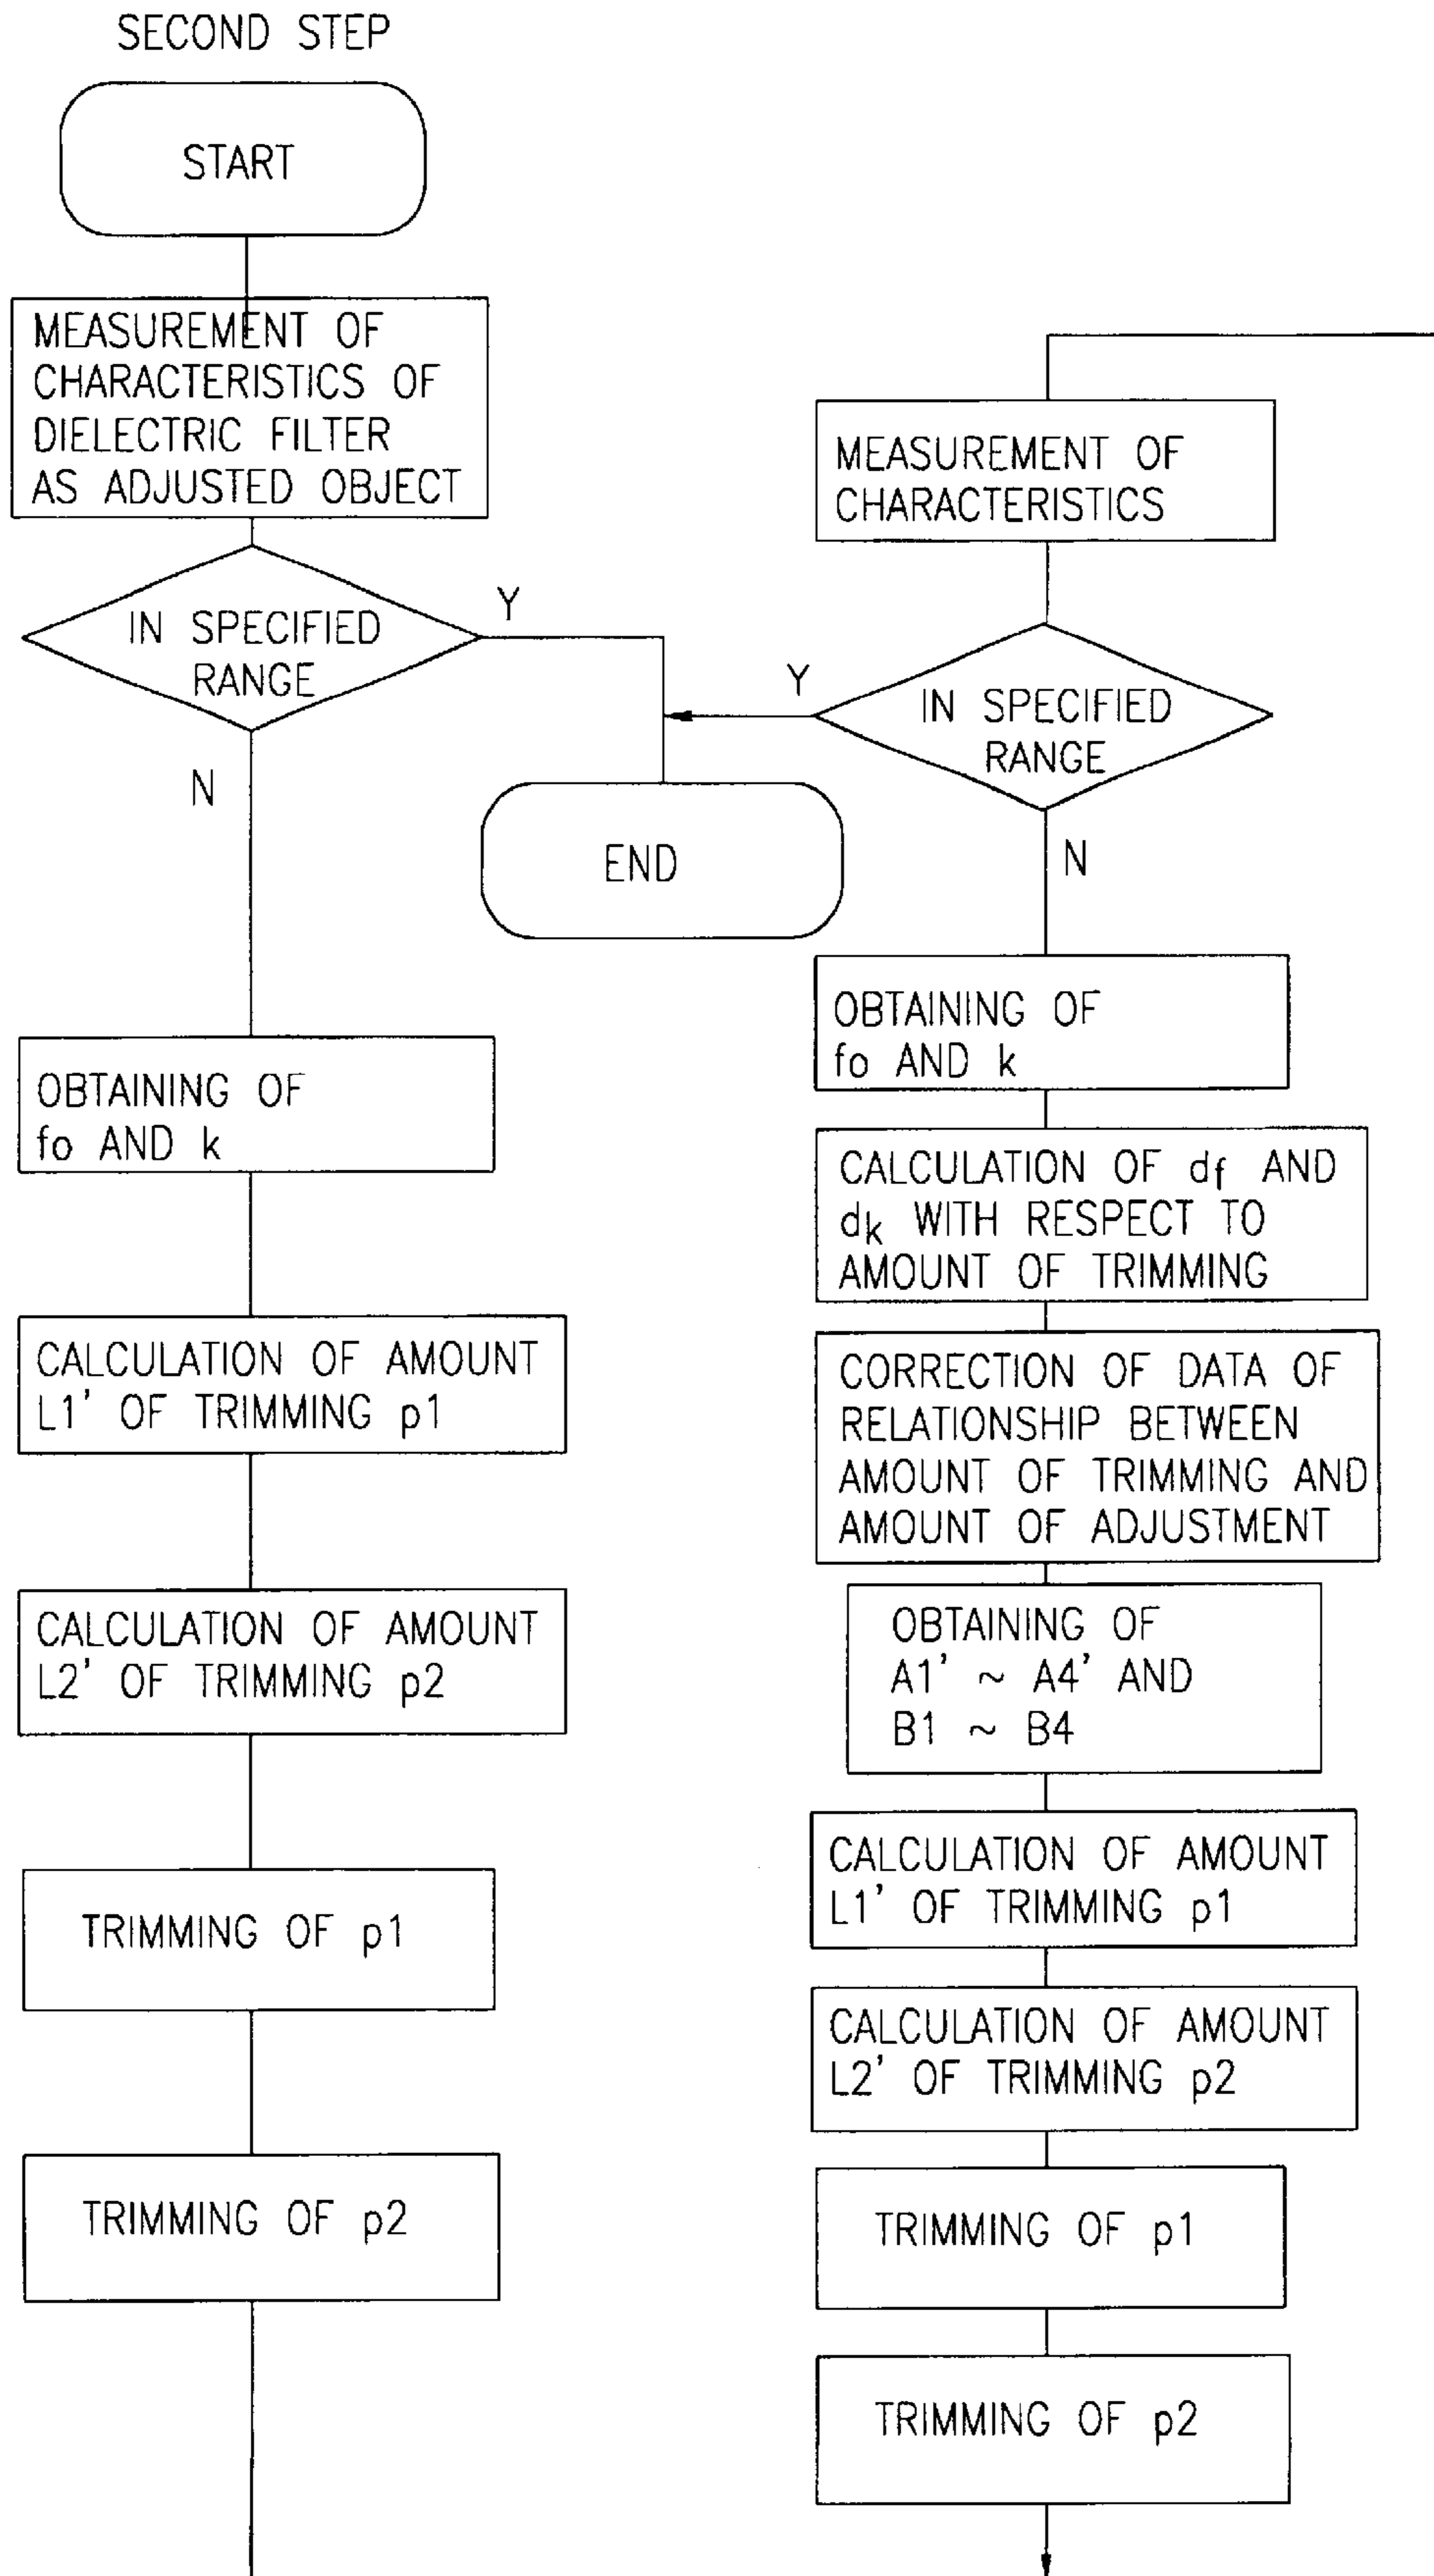 SECOND STEP
START
MEASUREMENT OF
CHARACTERISTICS OF
DIELECTRIC FILTER
AS ADJUSTED OBJECT
IN SPECIFIED
RANGE
Y
N
OBTAINING OF
fo AND k
CALCULATION OF AMOUNT
L1' OF TRIMMING p1
CALCULATION OF AMOUNT
L2' OF TRIMMING p2
TRIMMING OF p1
TRIMMING OF p2
END
MEASUREMENT OF
CHARACTERISTICS
Y
IN SPECIFIED
RANGE
N
OBTAINING OF
fo AND k
CALCULATION OF df AND
dk WITH RESPECT TO
AMOUNT OF TRIMMING
CORRECTION OF DATA OF
RELATIONSHIP BETWEEN
AMOUNT OF TRIMMING AND
AMOUNT OF ADJUSTMENT
OBTAINING OF
A1' ~ A4' AND
B1 ~ B4
CALCULATION OF AMOUNT
L1' OF TRIMMING p1
CALCULATION OF AMOUNT
L2' OF TRIMMING p2
TRIMMING OF p1
TRIMMING OF p2